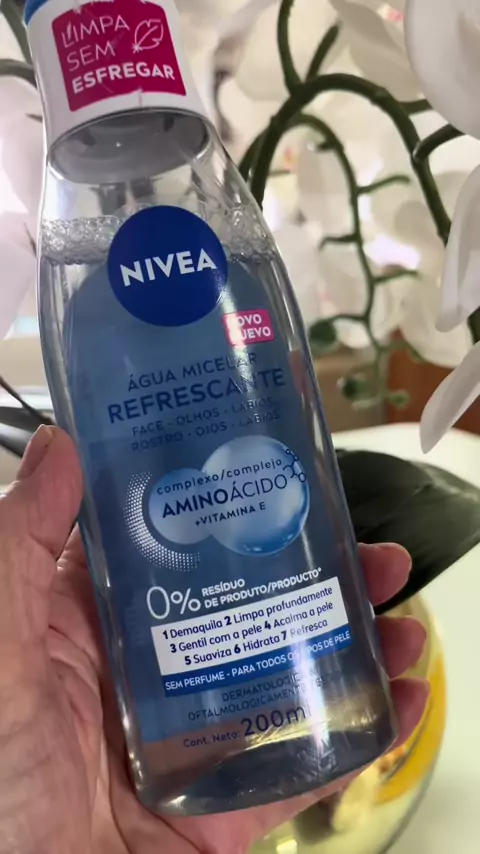 LIMPA
SEM
ESFREGAR
NIVEA
NOVO
NUEVO
ÁGUA MICELAR
REFRESCANTE
FACE - OLHOS - LÁBIOS
ROSTRO - OJOS - LABIOS
complexo/complejo
AMINOÁCIDO
+VITAMINA E
0% RESÍDUO
DE PRODUTO/PRODUCTO*
1 Demaquila 2 Limpa profundamente
3 Gentil com a pele 4 Acalma a pele
5 Suaviza 6 Hidrata 7 Refresca
SEM PERFUME - PARA TODOS OS TIPOS DE PELE
DERMATOLÓGICA
OFTALMOLOGICAMENTE
Cont. Neto: 200ml